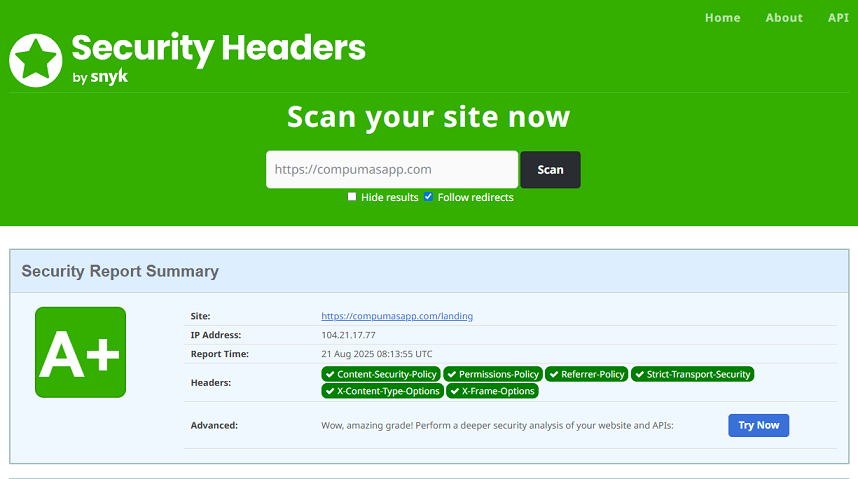 Home About API
Security Headers
by snyk
Scan your site now
https://compumasapp.com Scan
Hide results Follow redirects
Security Report Summary
A+
Site: https://compumasapp.com/landing
IP Address: 104.21.17.77
Report Time: 21 Aug 2025 08:13:55 UTC
Headers: Content-Security-Policy Permissions-Policy Referrer-Policy Strict-Transport-Security
X-Content-Type-Options X-Frame-Options
Advanced: Wow, amazing grade! Perform a deeper security analysis of your website and APIs: Try Now